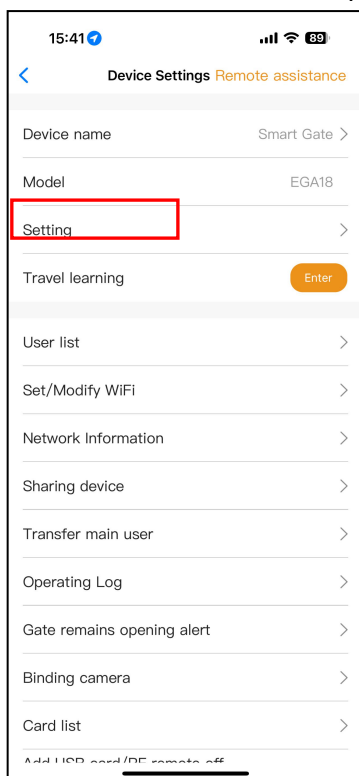 15:41 89
Device Settings Remote assistance
Device name Smart Gate
Model EGA18
Setting
Travel learning Enter
User list
Set/Modify WiFi
Network Information
Sharing device
Transfer main user
Operating Log
Gate remains opening alert
Binding camera
Card list